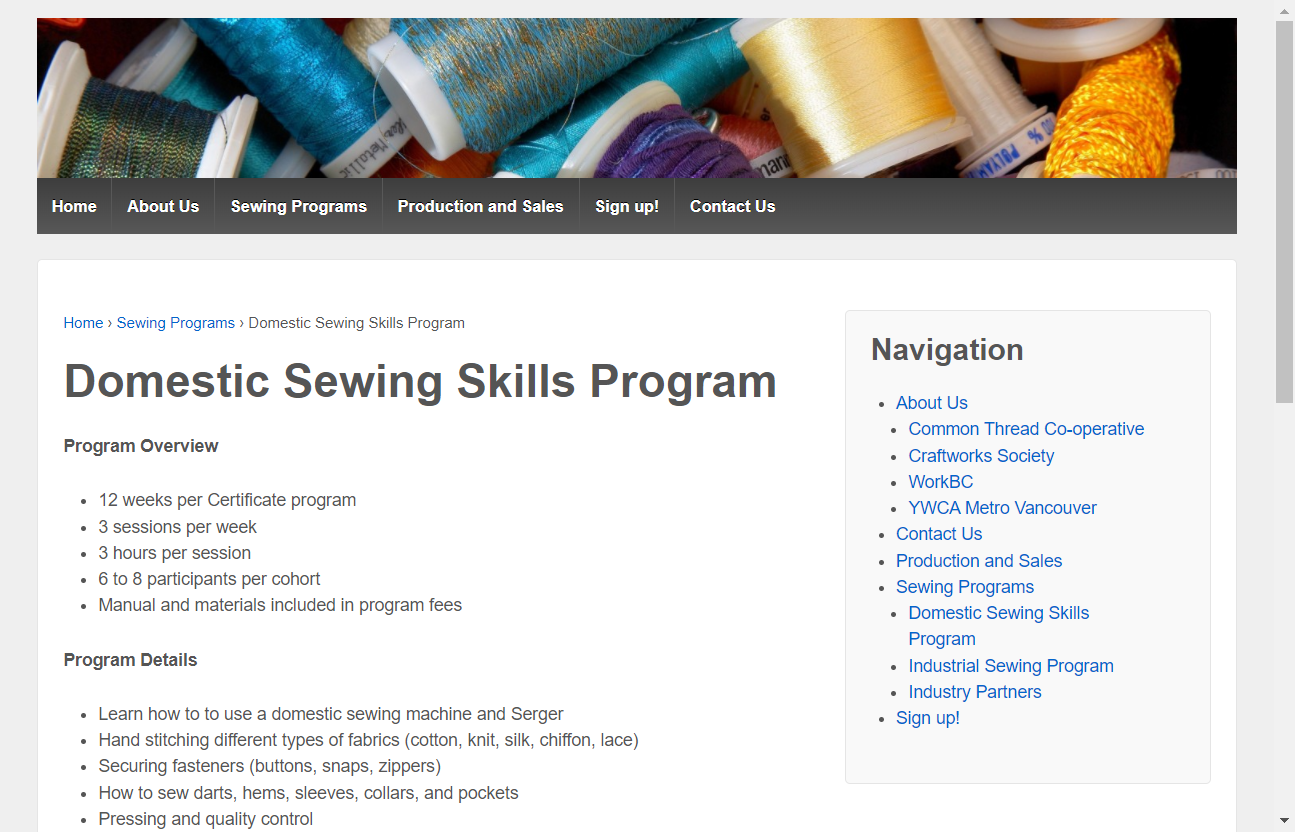 Metallic
mani
POLYAM
Home
About Us
Sewing Programs
Production and Sales
Sign up!
Contact Us
Home › Sewing Programs › Domestic Sewing Skills Program
Domestic Sewing Skills Program
Program Overview
12 weeks per Certificate program
3 sessions per week
3 hours per session
6 to 8 participants per cohort
Manual and materials included in program fees
Program Details
Learn how to to use a domestic sewing machine and Serger
Hand stitching different types of fabrics (cotton, knit, silk, chiffon, lace)
Securing fasteners (buttons, snaps, zippers)
How to sew darts, hems, sleeves, collars, and pockets
Pressing and quality control
Navigation
About Us
Common Thread Co-operative
Craftworks Society
WorkBC
YWCA Metro Vancouver
Contact Us
Production and Sales
Sewing Programs
Domestic Sewing Skills
Program
Industrial Sewing Program
Industry Partners
Sign up!